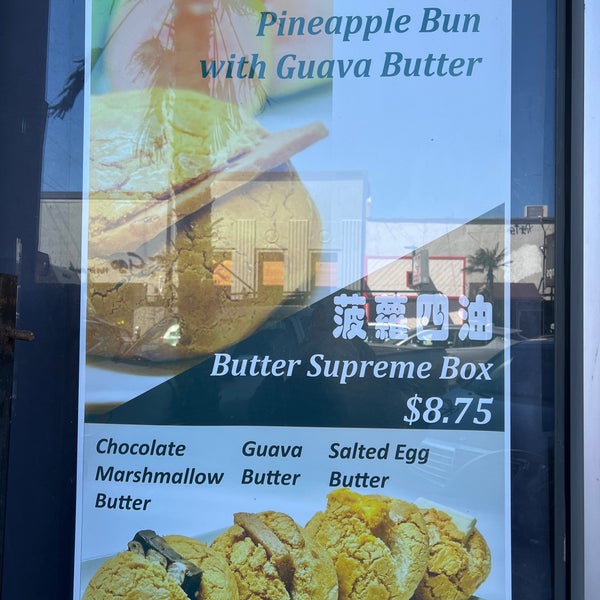 Pineapple Bun
with Guava Butter
菠蘿四油
Butter Supreme Box
$8.75
Chocolate
Marshmallow
Butter
Guava
Butter
Salted Egg
Butter